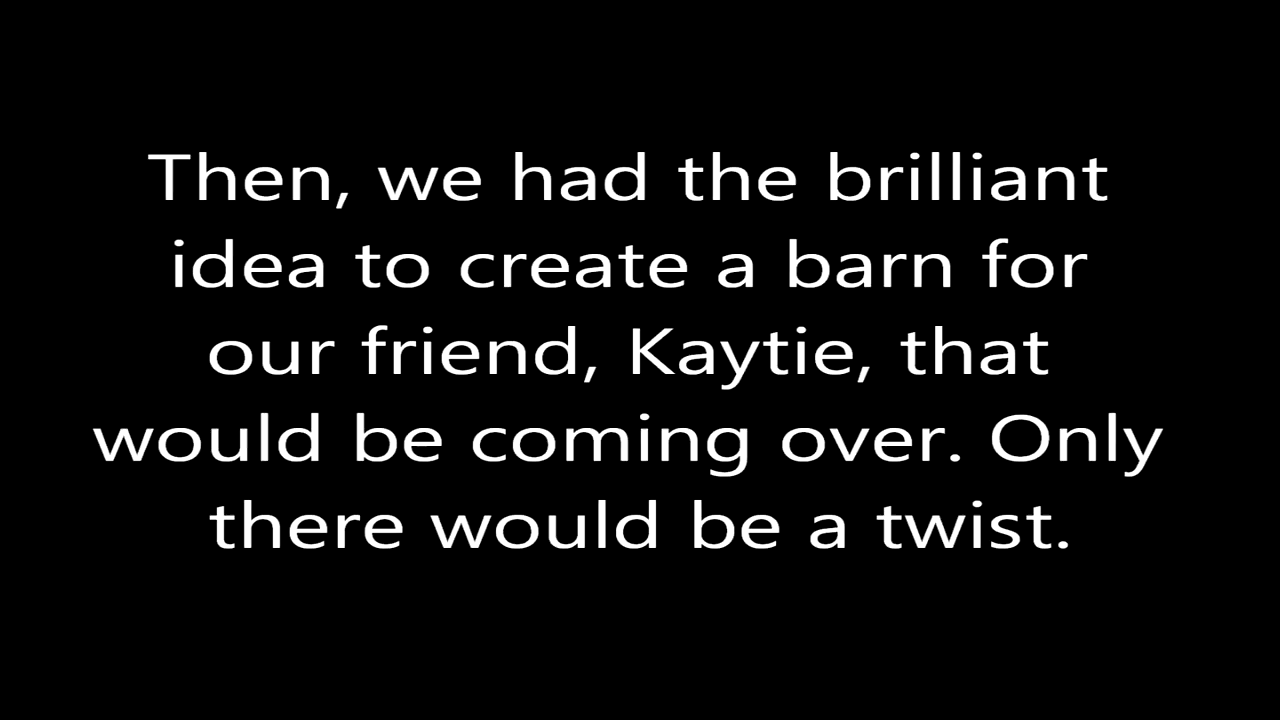 Then, we had the brilliant
idea to create a barn for
our friend, Kaytie, that
would be coming over. Only
there would be a twist.